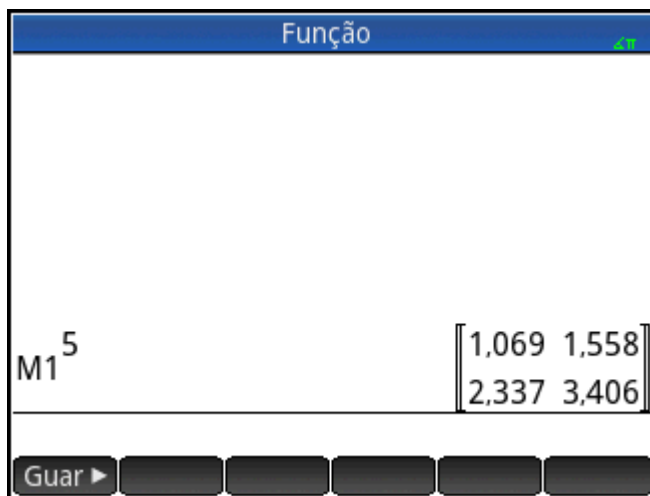 Função
∡π
M1^5 [1,069 1,558]
[2,337 3,406]
Guar ►